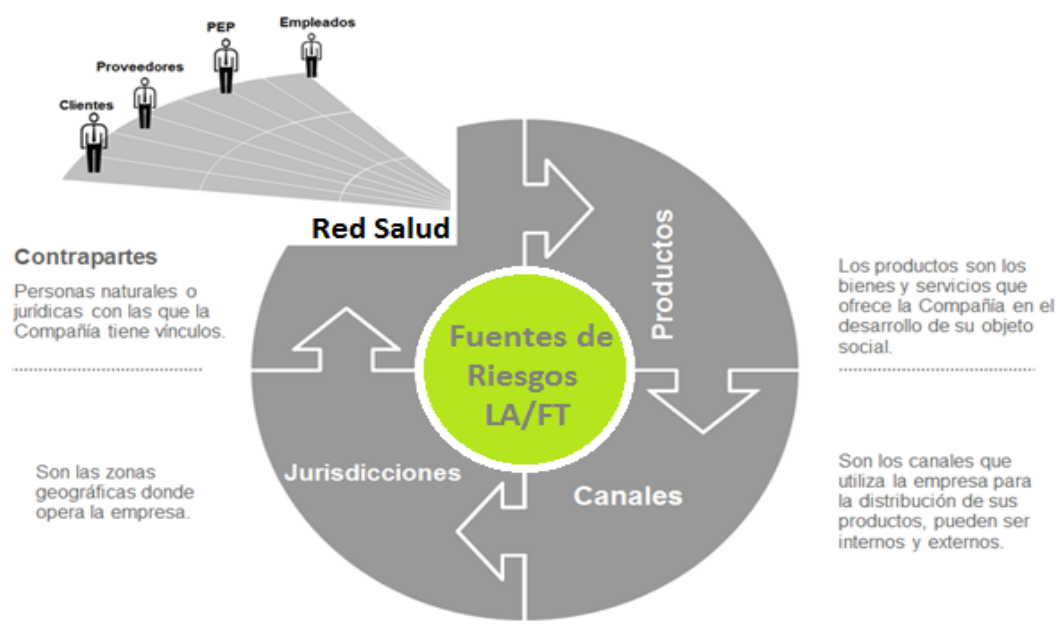 Empleados
PEP
Proveedores
Clientes
Red Salud
Contrapartes
Personas naturales o
jurídicas con las que la
Compañía tiene vínculos.
Productos
Los productos son los
bienes y servicios que
ofrece la Compañía en el
desarrollo de su objeto
social.
Fuentes de
Riesgos
LA/FT
Jurisdicciones
Son las zonas
geográficas donde
opera la empresa.
Canales
Son los canales que
utiliza la empresa para
la distribución de sus
productos, pueden ser
internos y externos.